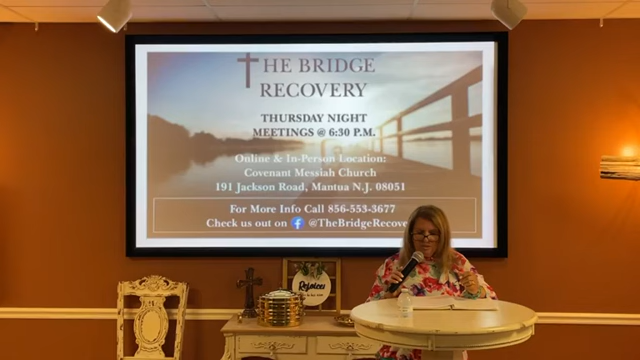 THE BRIDGE
RECOVERY
THURSDAY NIGHT
MEETINGS @ 6:30 P.M.
Online & In-Person Location:
Covenant Messiah Church
191 Jackson Road, Mantua N.J. 08051
For More Info Call 856-553-3677
Check us out on @TheBridgeRecove
Rejoice